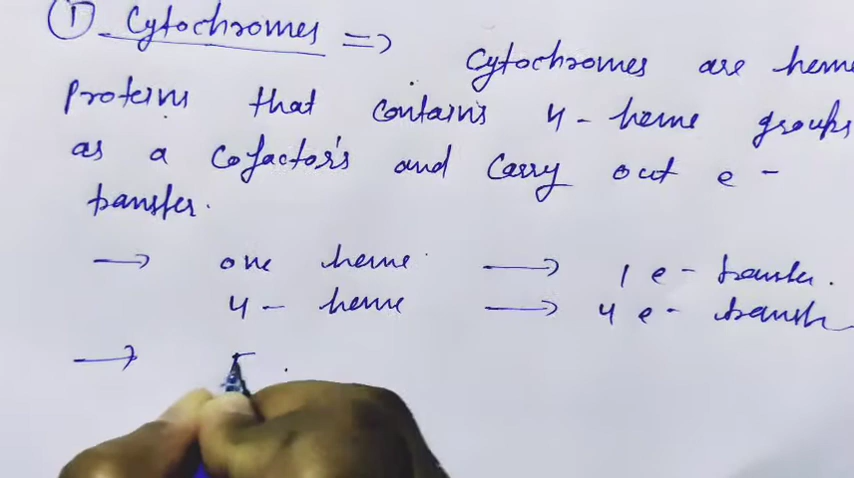 ① Cytochromes => Cytochromes are heme
Proteins that contains 4 - heme groups
as a cofactor's and carry out e -
transfer.
→ one heme → 1 e - transfer.
4 - heme → 4 e -
→